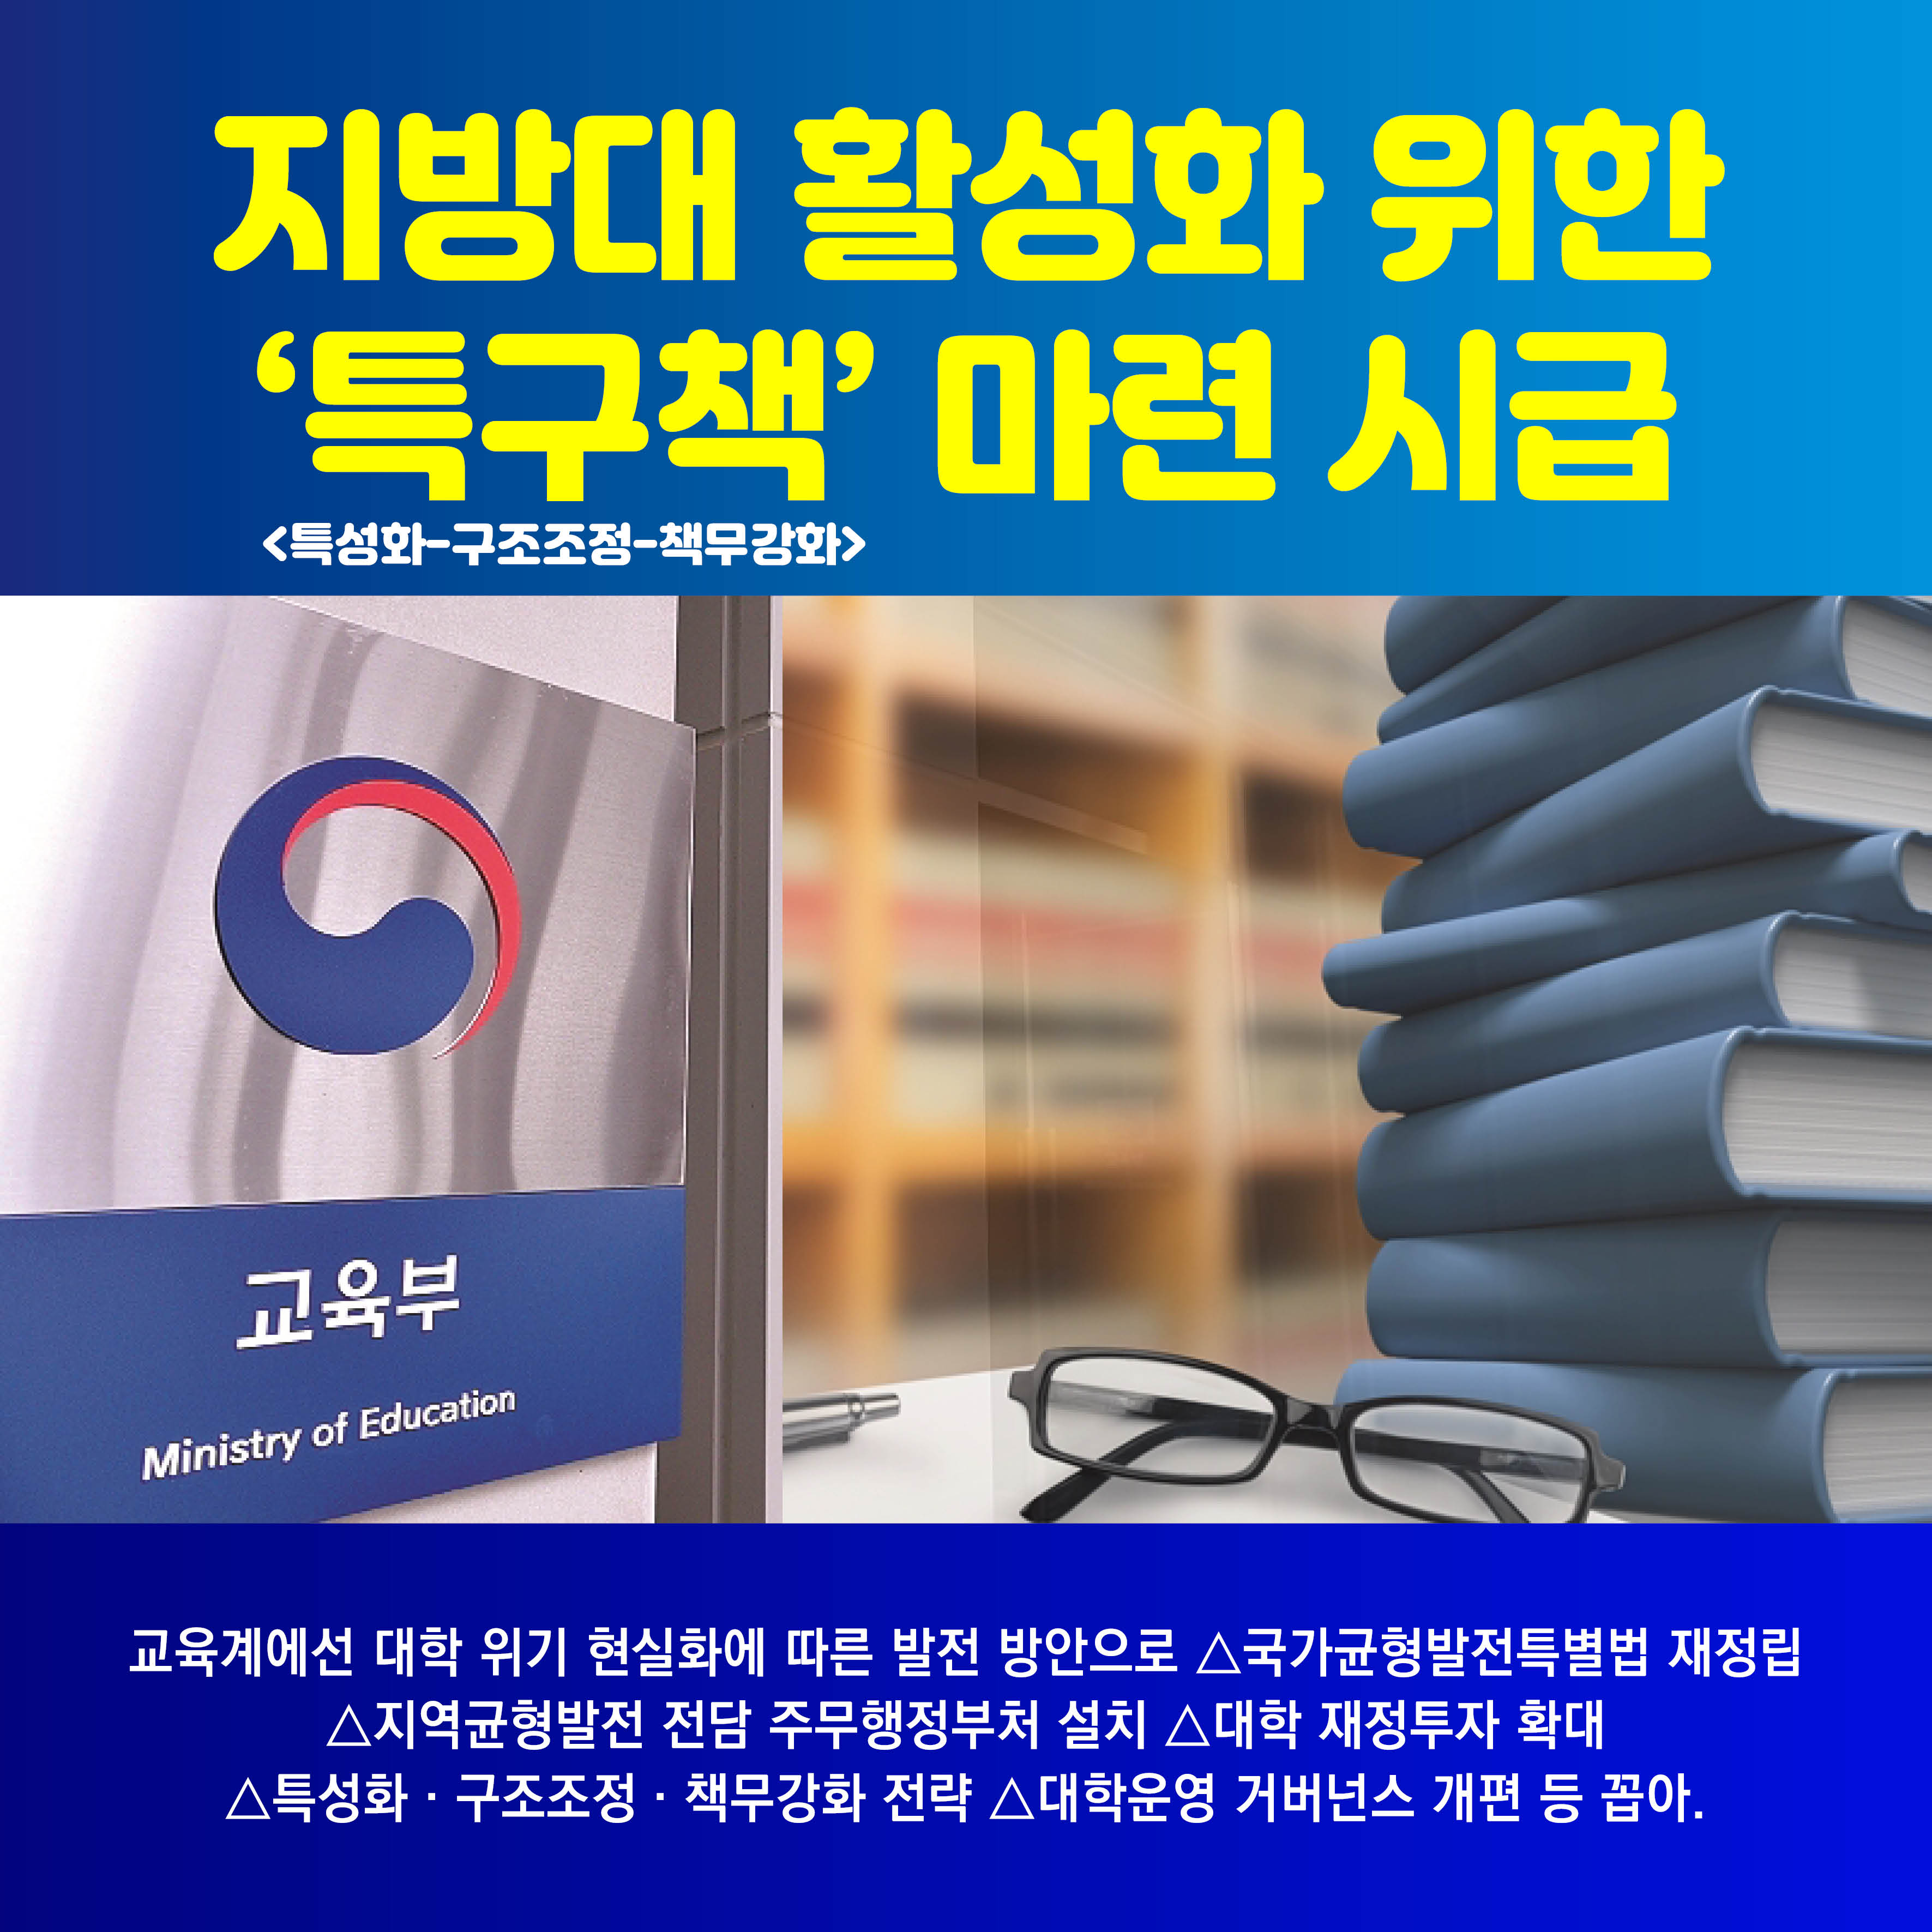 지방대 활성화 위한
‘특구책’ 마련 시급
<특성화-구조조정-책무강화>
교육부
Ministry of Education
교육계에선 대학 위기 현실화에 따른 발전 방안으로 △국가균형발전특별법 재정립
△지역균형발전 전담 주무행정부처 설치 △대학 재정투자 확대
△특성화 · 구조조정 · 책무강화 전략 △대학운영 거버넌스 개편 등 꼽아.